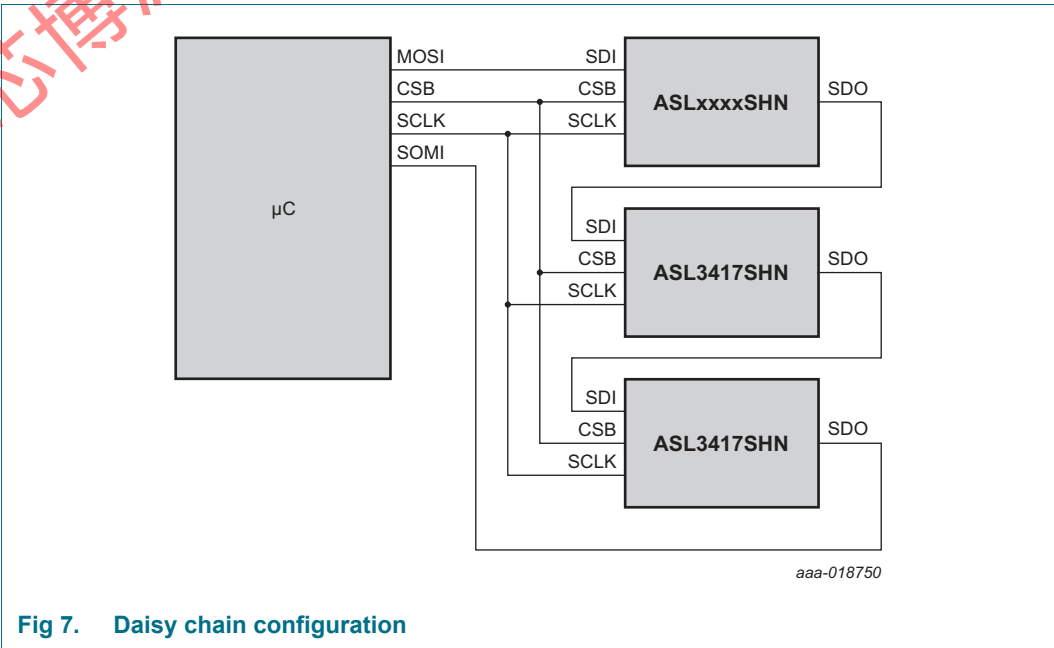 MOSI
CSB
SCLK
SOMI
µC
SDI
CSB
SCLK
ASLxxxxSHN
SDO
SDI
CSB
SCLK
ASL3417SHN
SDO
SDI
CSB
SCLK
ASL3417SHN
SDO
aaa-018750
Fig 7. Daisy chain configuration